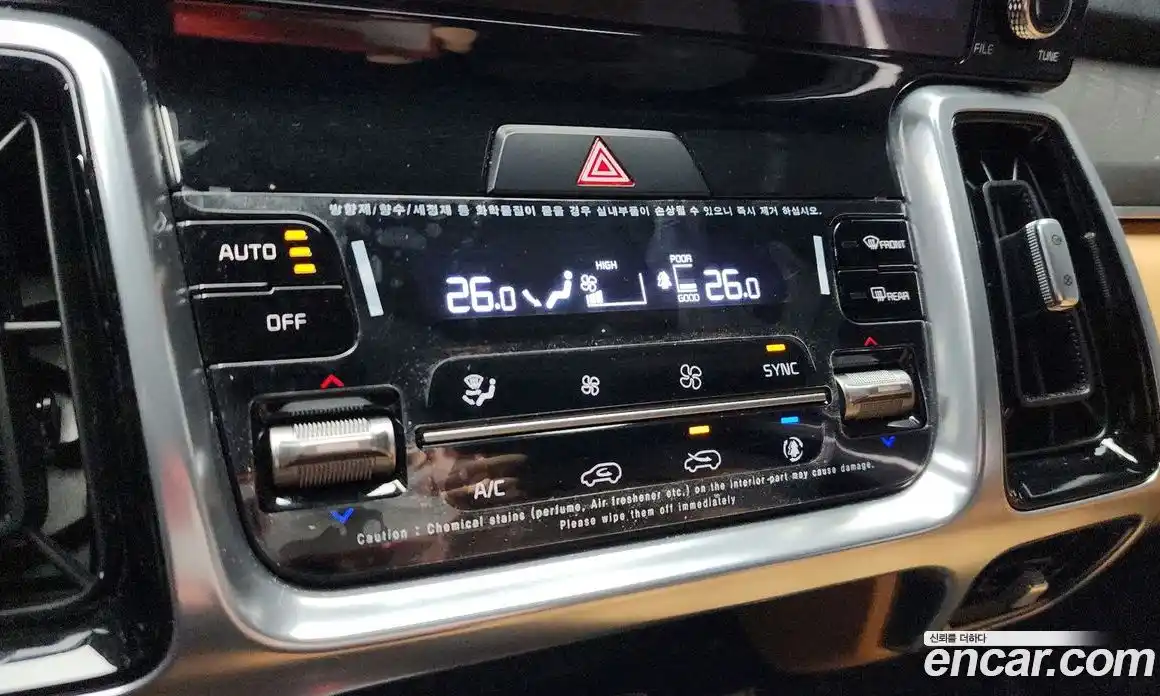 FILE
TUNE
방향제/향수/세정제 등 화학물질이 묻을 경우 실내부품이 손상될 수 있으니 즉시 제거 하십시오.
AUTO
FRONT
HIGH
POOR
26.0
26.0
GOOD
REAR
OFF
SYNC
A/C
Caution : Chemical stains (perfume, Air freshener etc.) on the interior part may cause damage.
Please wipe them off immediately
신뢰를 더하다
encar.com